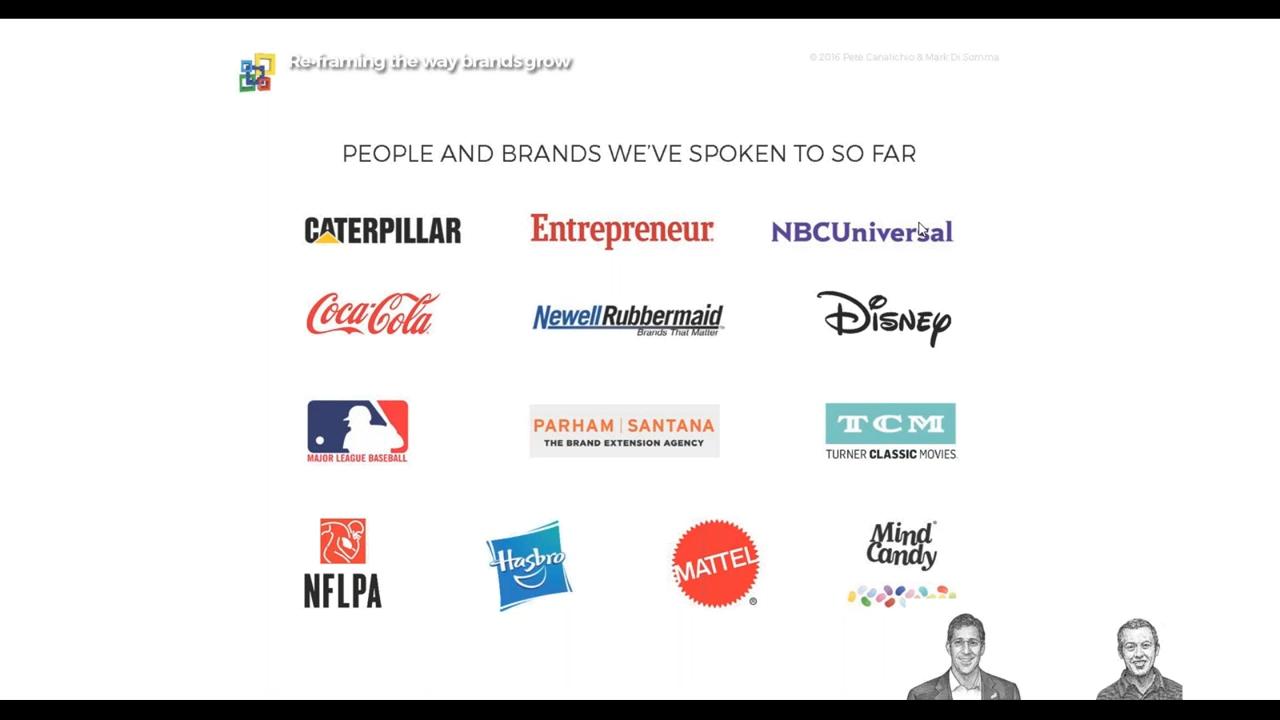 Re-framing the way brands grow
© 2016 Pete Canalichio & Mark Di Somma
PEOPLE AND BRANDS WE'VE SPOKEN TO SO FAR
CATERPILLAR
Entrepreneur
NBCUniversal
Coca-Cola
Newell Rubbermaid
Brands That Matter
Disney
MAJOR LEAGUE BASEBALL
PARHAM | SANTANA
THE BRAND EXTENSION AGENCY
TCM
TURNER CLASSIC MOVIES
NFLPA
Hasbro
MATTEL
®
Mind
Candy